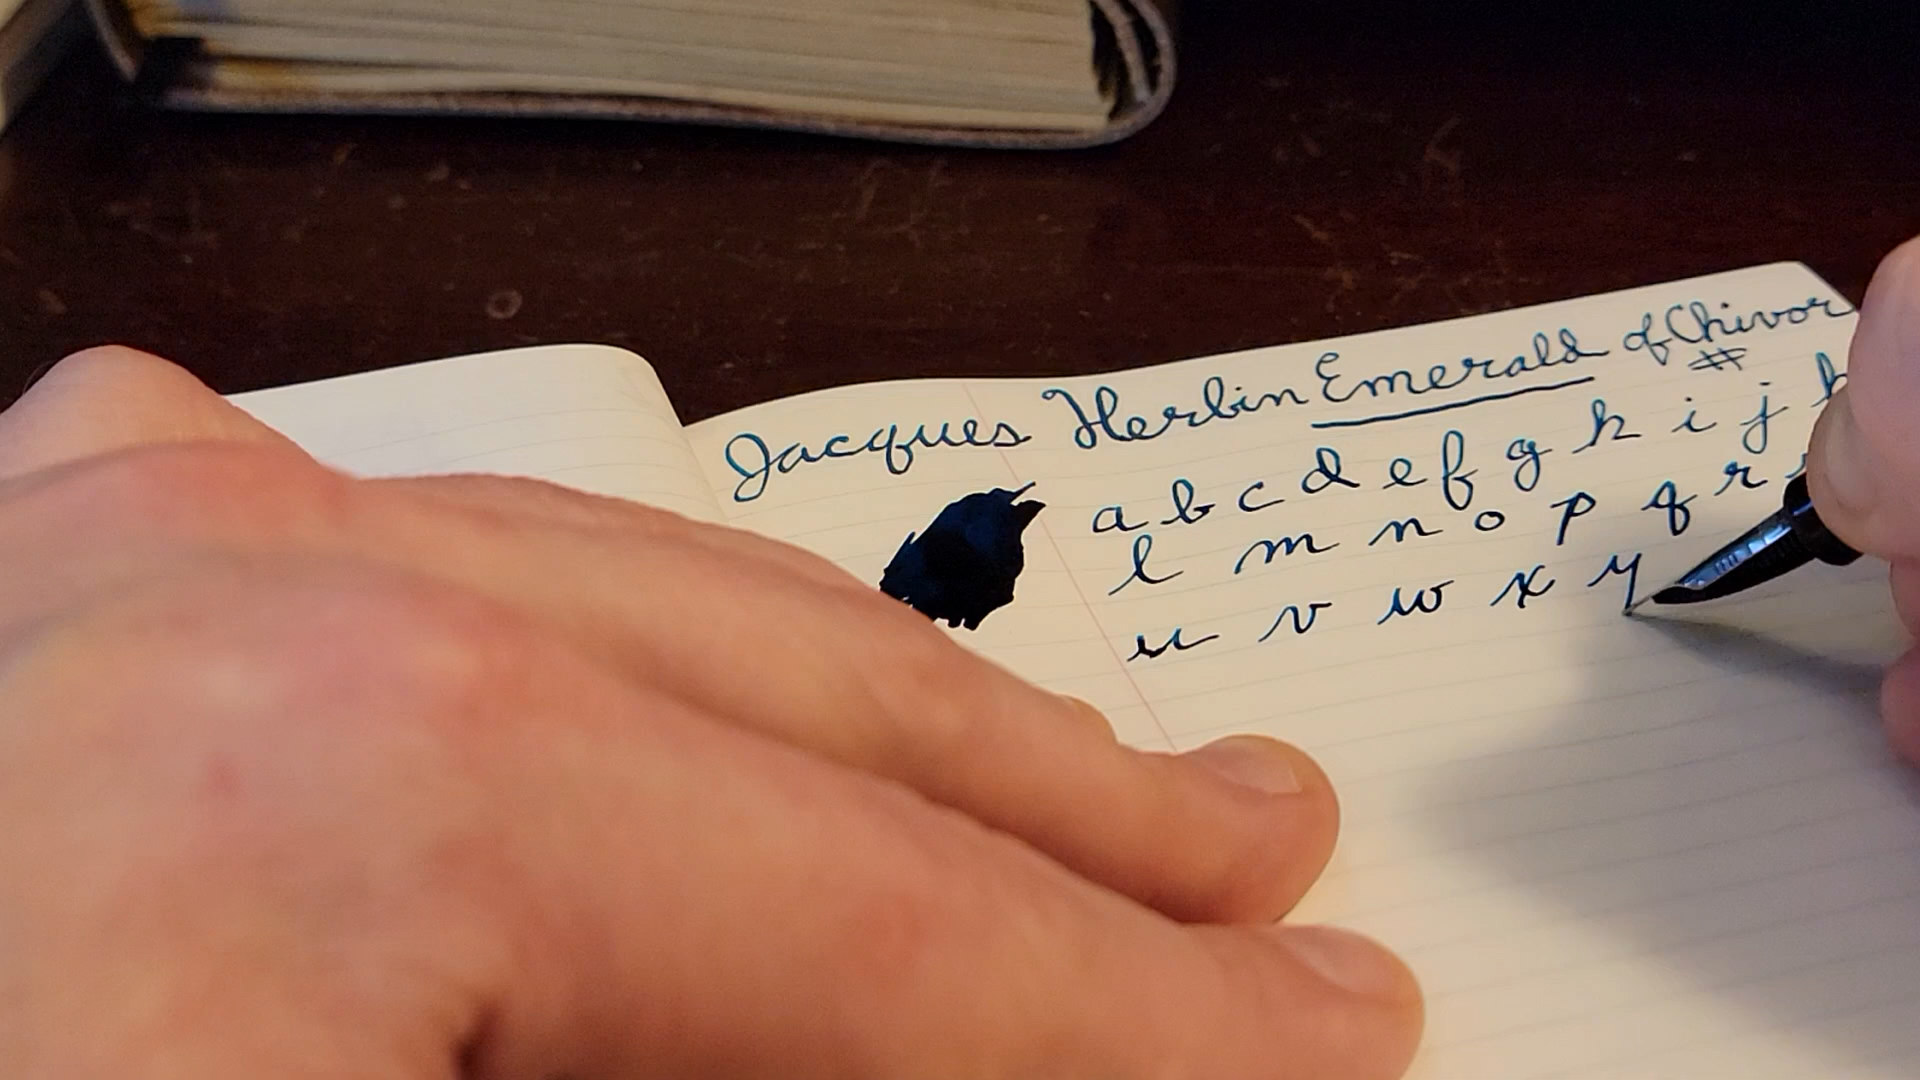 Jacques Herbin Emerald of Chivor
#
a b c d e f g h i j k
l m n o p q r s
u v w x y